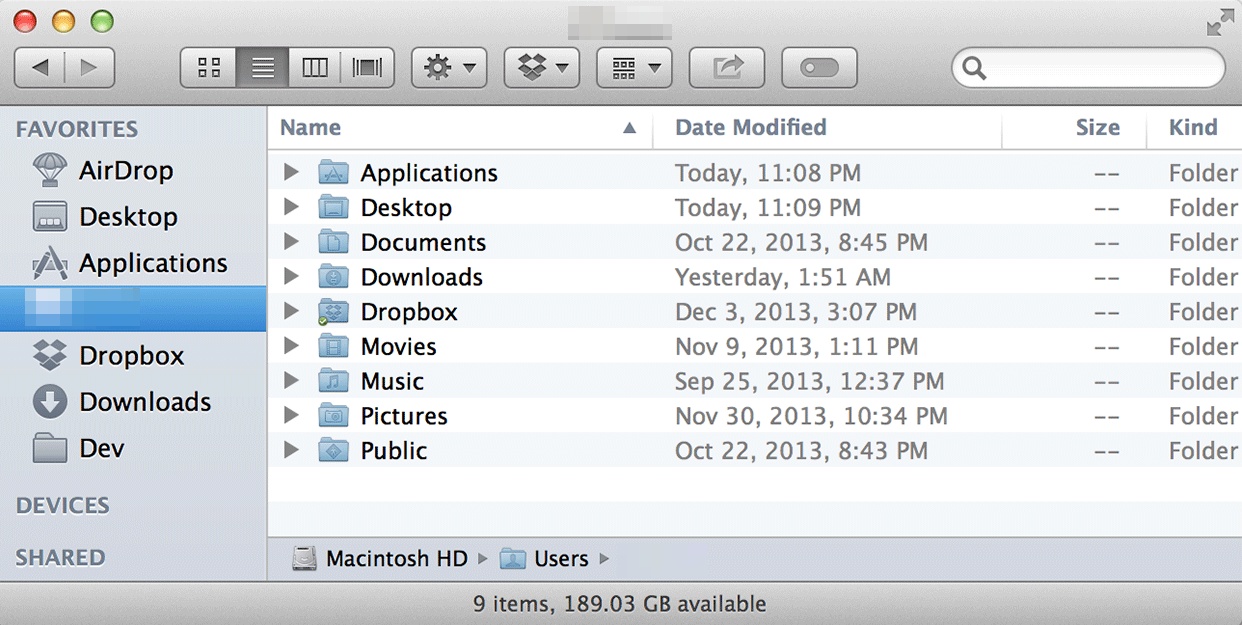 FAVORITES
AirDrop
Desktop
Applications
Dropbox
Downloads
Dev
DEVICES
SHARED
Name Date Modified Size Kind
Applications Today, 11:08 PM -- Folder
Desktop Today, 11:09 PM -- Folder
Documents Oct 22, 2013, 8:45 PM -- Folder
Downloads Yesterday, 1:51 AM -- Folder
Dropbox Dec 3, 2013, 3:07 PM -- Folder
Movies Nov 9, 2013, 1:11 PM -- Folder
Music Sep 25, 2013, 12:37 PM -- Folder
Pictures Nov 30, 2013, 10:34 PM -- Folder
Public Oct 22, 2013, 8:43 PM -- Folder
Macintosh HD Users
9 items, 189.03 GB available